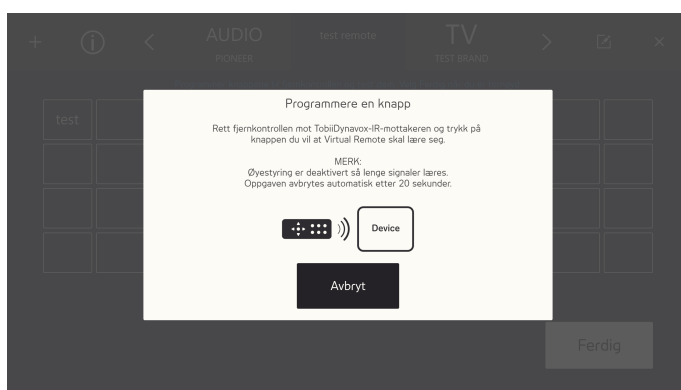 + i < AUDIO test remote TV > ×
PIONEER TEST BRAND
test
Programmere en knapp
Rett fjernkontrollen mot TobiiDynavox-IR-mottakeren og trykk på
knappen du vil at Virtual Remote skal lære seg.
MERK:
Øyestyring er deaktivert så lenge signaler læres.
Oppgaven avbrytes automatisk etter 20 sekunder.
Device
Avbryt
Ferdig